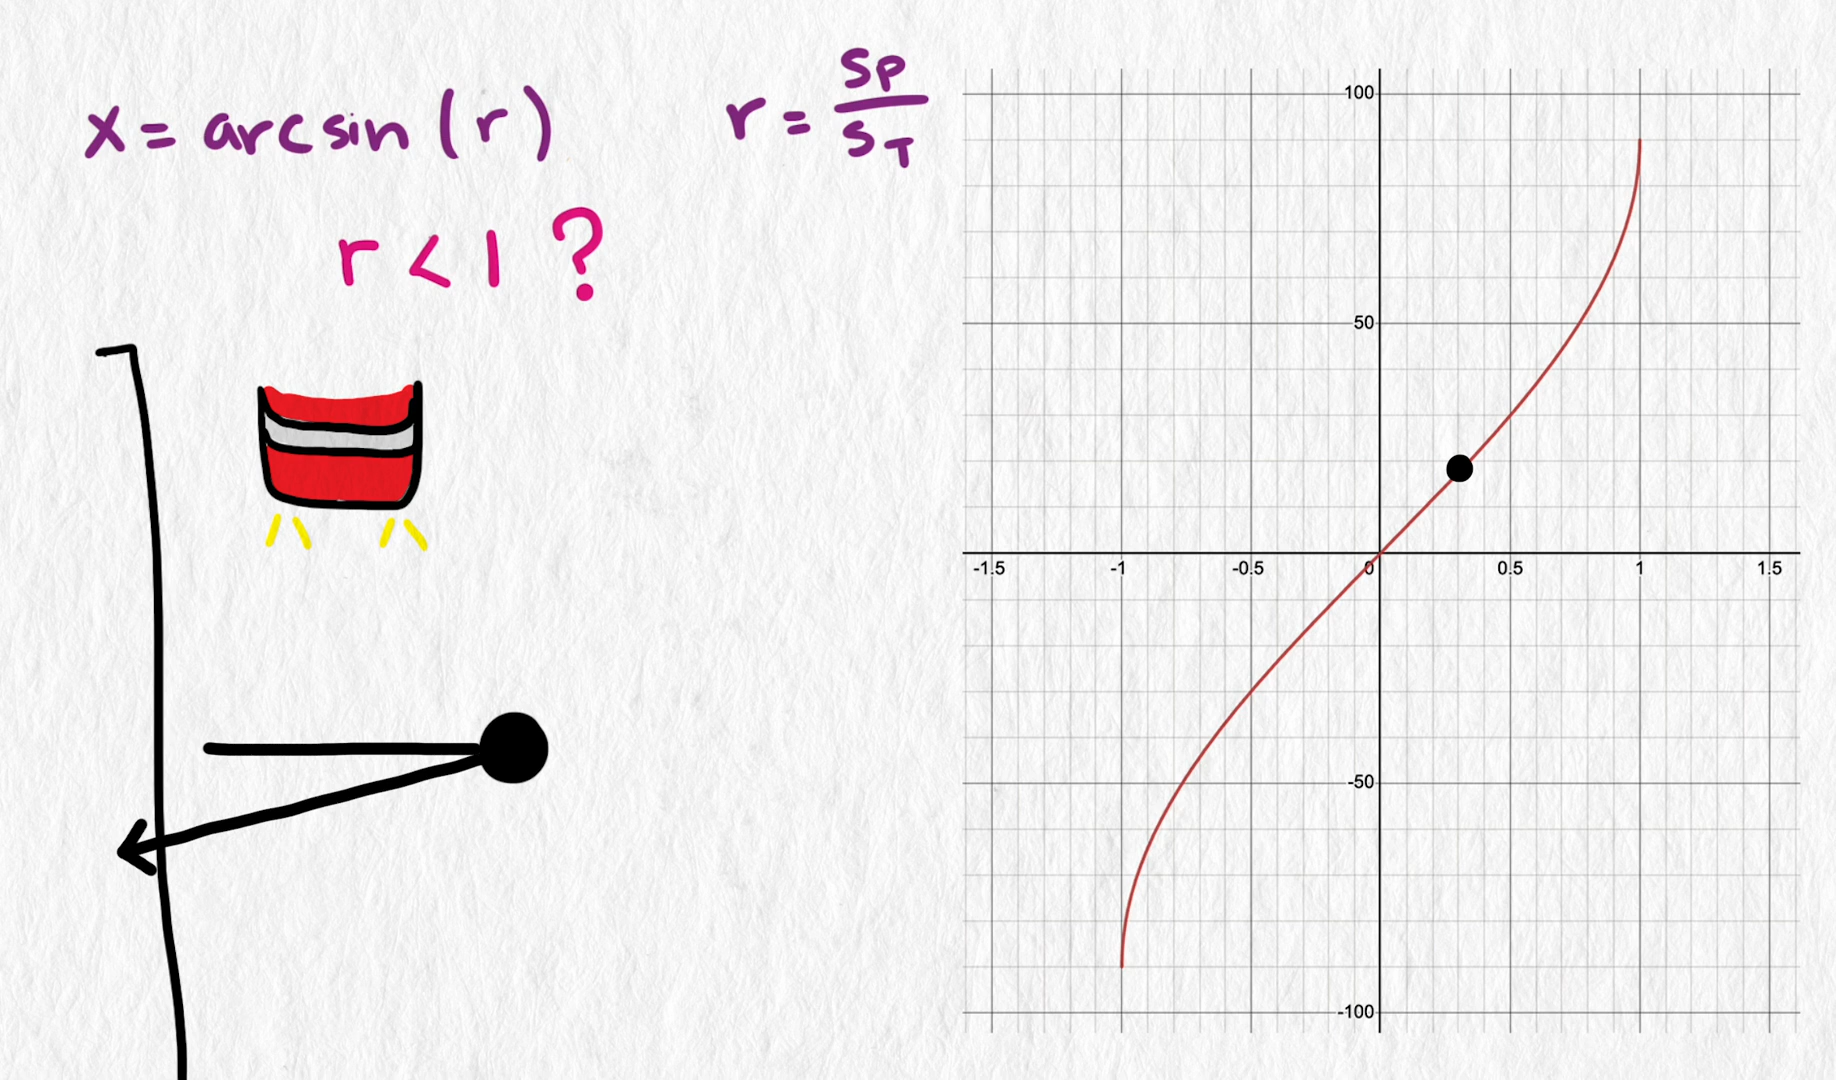 x = arcsin (r)
r = Sp/ST
r < 1 ?
100
50
-1.5 -1 -0.5 0 0.5 1 1.5
-50
-100